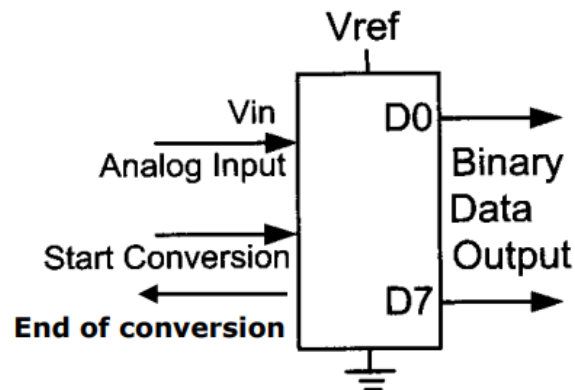 Vref
Vin
Analog Input
Start Conversion
End of conversion
D0
Binary
Data
Output
D7